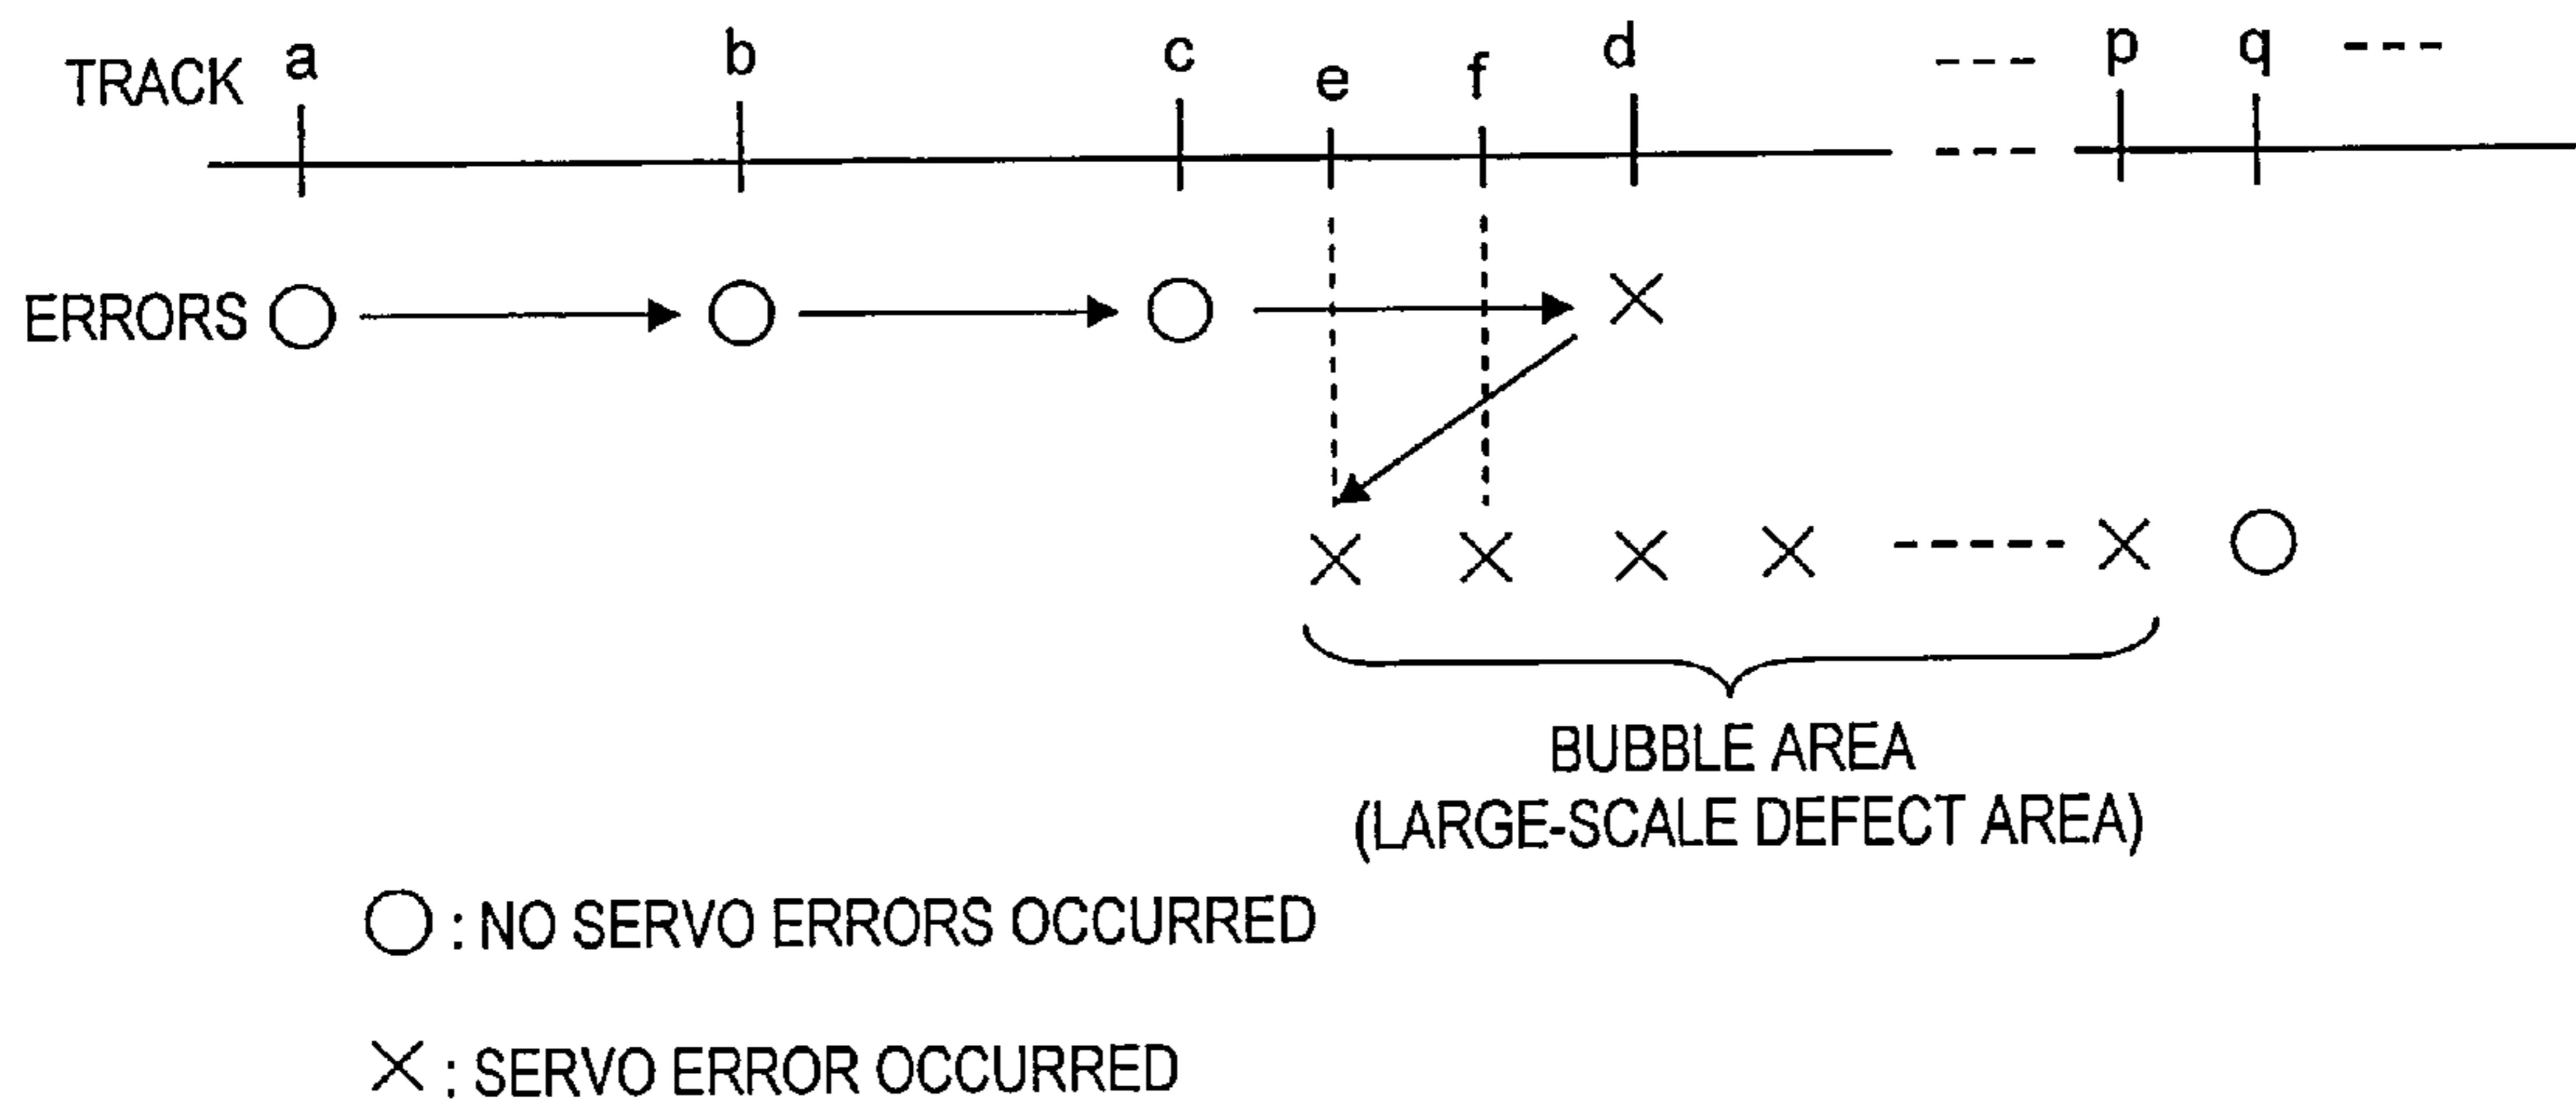 TRACK a b c e f d p q
ERRORS
BUBBLE AREA
(LARGE-SCALE DEFECT AREA)
: NO SERVO ERRORS OCCURRED
: SERVO ERROR OCCURRED